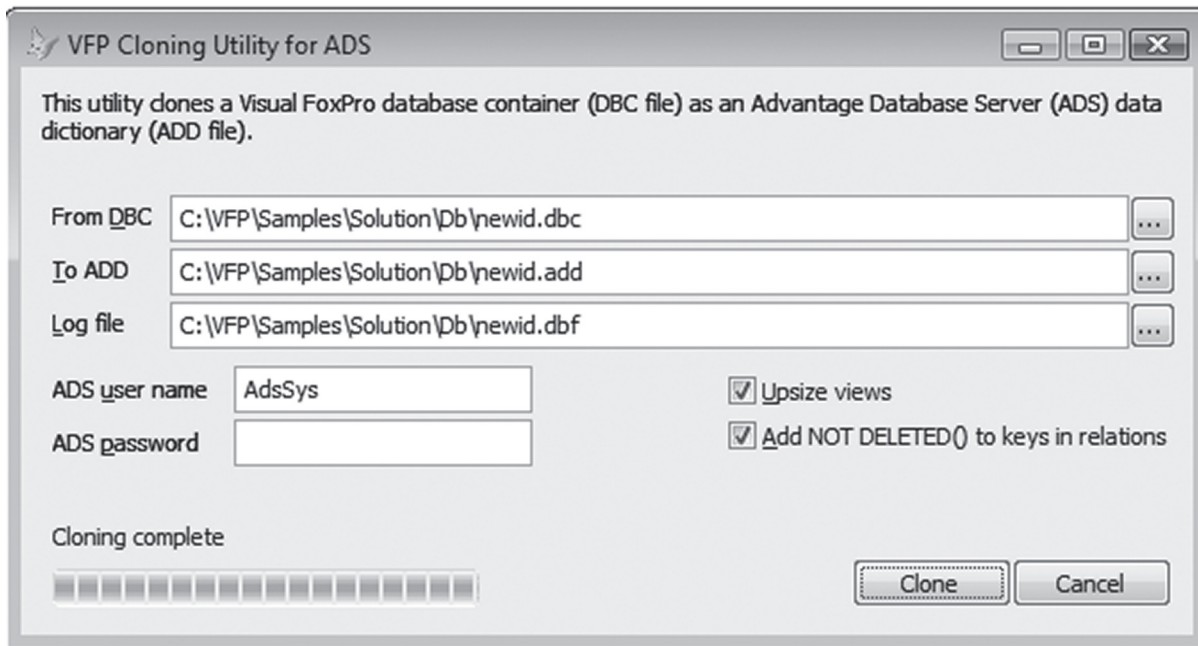 VFP Cloning Utility for ADS
This utility clones a Visual FoxPro database container (DBC file) as an Advantage Database Server (ADS) data
dictionary (ADD file).
From DBC C:\VFP\Samples\Solution\Db\newid.dbc ...
To ADD C:\VFP\Samples\Solution\Db\newid.add ...
Log file C:\VFP\Samples\Solution\Db\newid.dbf ...
ADS user name AdsSys Upsize views
ADS password Add NOT DELETED() to keys in relations
Cloning complete
Clone Cancel